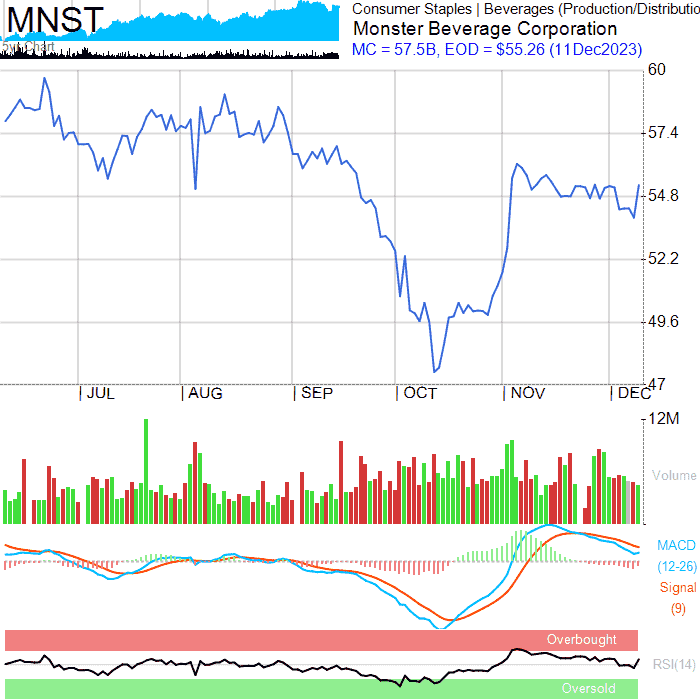 MNST
5yr Chart
Consumer Staples | Beverages (Production/Distributio
Monster Beverage Corporation
MC = 57.5B, EOD = $55.26 (11Dec2023)
60
57.4
54.8
52.2
49.6
47
| JUL | AUG | SEP | OCT | NOV | DEC
12M
Volume
MACD
(12-26)
Signal
(9)
Overbought
RSI(14)
Oversold